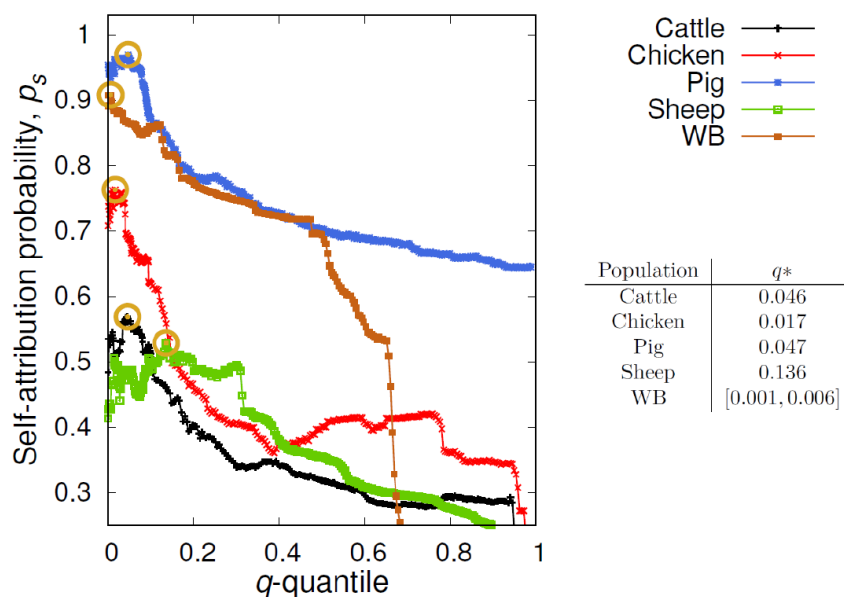 Self-attribution probability, pₛ
1
0.9
0.8
0.7
0.6
0.5
0.4
0.3
0 0.2 0.4 0.6 0.8 1
q-quantile
Cattle
Chicken
Pig
Sheep
WB
Population q*
Cattle 0.046
Chicken 0.017
Pig 0.047
Sheep 0.136
WB [0.001, 0.006]